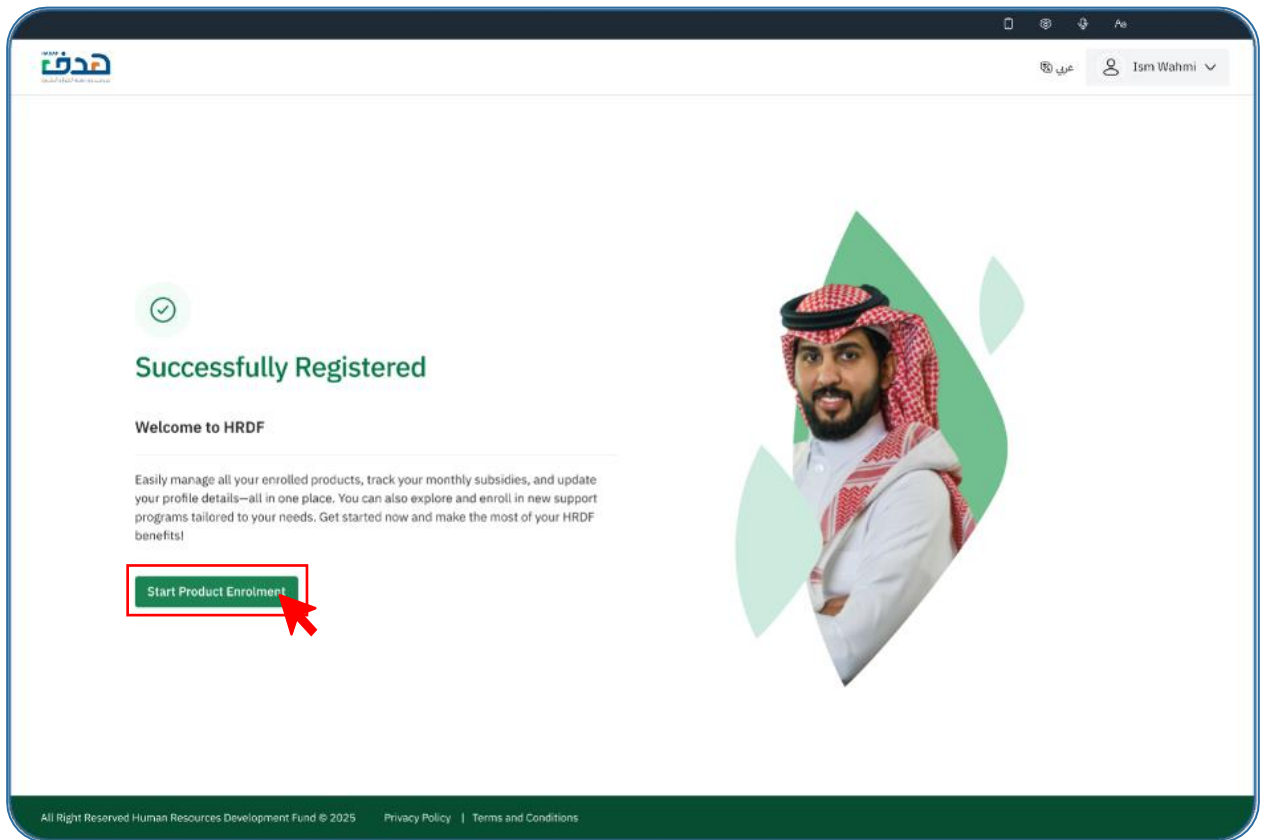 Aa
هدف
عربي
Ism Wahmi
Successfully Registered
Welcome to HRDF
Easily manage all your enrolled products, track your monthly subsidies, and update
your profile details—all in one place. You can also explore and enroll in new support
programs tailored to your needs. Get started now and make the most of your HRDF
benefits!
Start Product Enrolment
All Right Reserved Human Resources Development Fund © 2025 Privacy Policy | Terms and Conditions